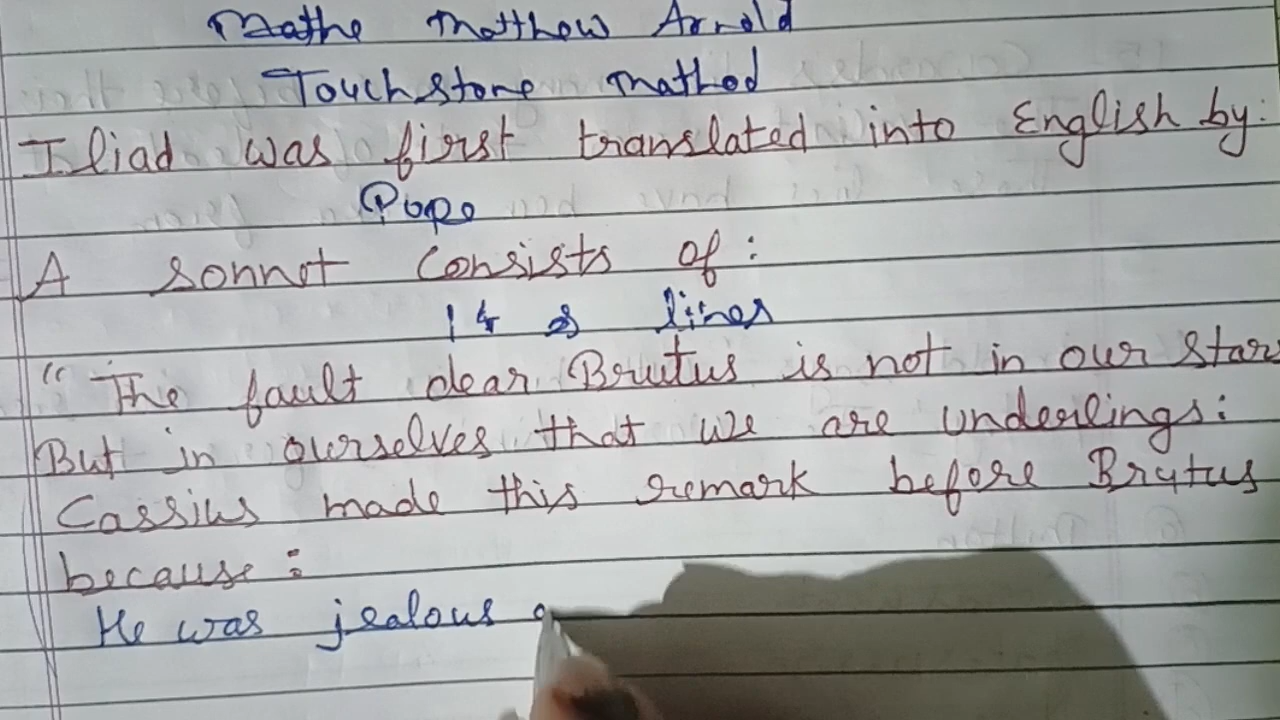 Mathe Matthew Arnold
Touchstone mathod
Iliad was first translated into English by:
Pope
A sonnet consists of:
14 lines
“The fault dear Brutus is not in our stars
But in ourselves that we are underlings:
Cassius made this remark before Brutus
because:
He was jealous